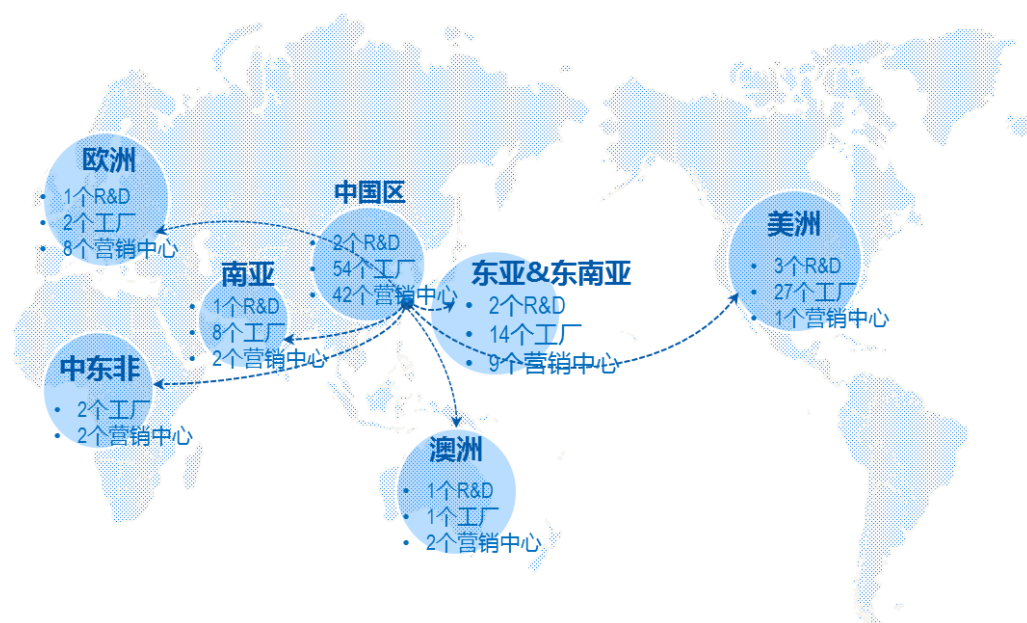 欧洲
• 1个R&D
• 2个工厂
• 8个营销中心
中国区
• 2个R&D
• 54个工厂
• 42个营销中心
南亚
• 1个R&D
• 8个工厂
• 2个营销中心
东亚&东南亚
• 2个R&D
• 14个工厂
• 9个营销中心
美洲
• 3个R&D
• 27个工厂
• 1个营销中心
中东非
• 2个工厂
• 2个营销中心
澳洲
• 1个R&D
• 1个工厂
• 2个营销中心